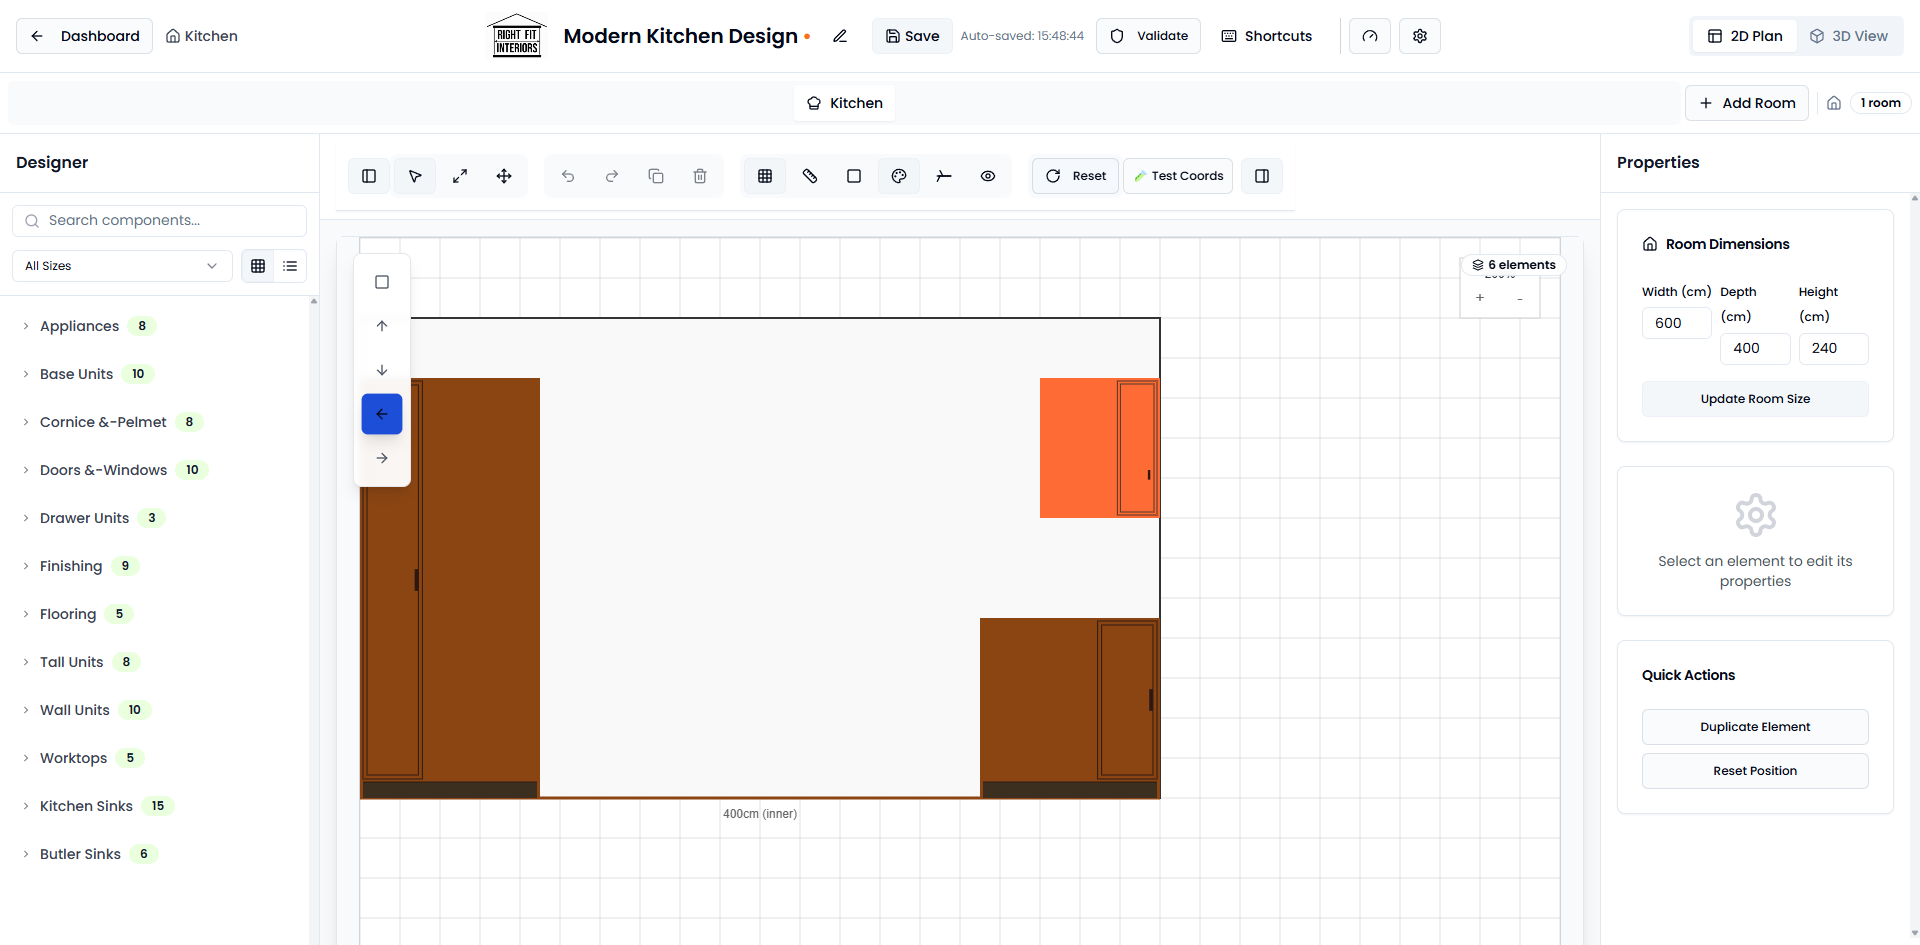 Dashboard
Kitchen
RIGHT FIT
INTERIORS
Modern Kitchen Design
Save
Auto-saved: 15:48:44
Validate
Shortcuts
2D Plan
3D View
Kitchen
Add Room
1 room
Designer
Search components...
All Sizes
Appliances 8
Base Units 10
Cornice &-Pelmet 8
Doors &-Windows 10
Drawer Units 3
Finishing 9
Flooring 5
Tall Units 8
Wall Units 10
Worktops 5
Kitchen Sinks 15
Butler Sinks 6
Reset
Test Coords
6 elements
+ -
400cm (inner)
Properties
Room Dimensions
Width (cm)
600
Depth
(cm)
400
Height
(cm)
240
Update Room Size
Select an element to edit its
properties
Quick Actions
Duplicate Element
Reset Position